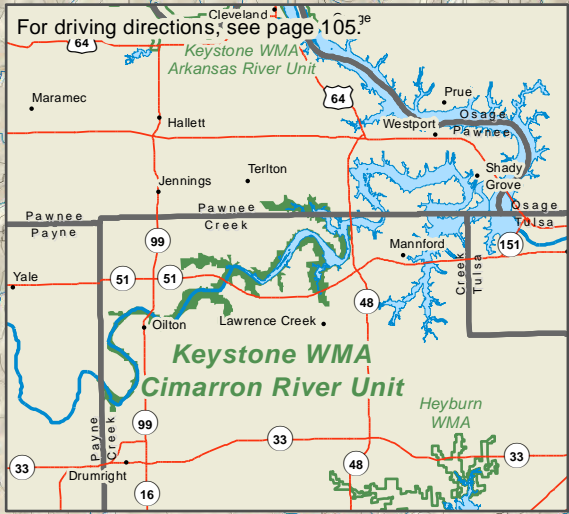 Cleveland
For driving directions, see page 105.
64
Keystone WMA
Arkansas River Unit
64
Prue
Maramec
Hallett
Westport
Osage
Pawnee
Terlton
Shady
Grove
Jennings
Pawnee
Creek
Osage
Tulsa
Pawnee
Payne
99
Mannford
151
Creek
Tulsa
Yale
51
51
48
Oilton
Lawrence Creek
Keystone WMA
Cimarron River Unit
Heyburn
WMA
99
Payne
Creek
33
33
33
48
Drumright
16